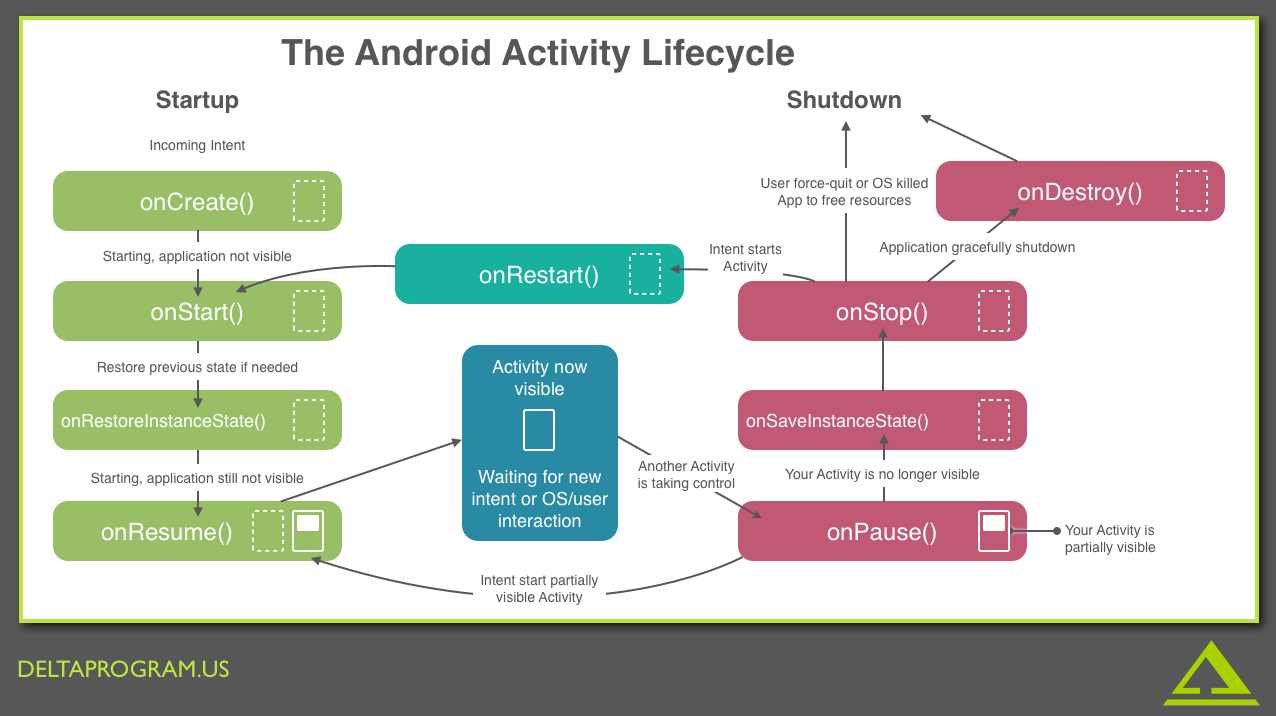 The Android Activity Lifecycle
Startup
Shutdown
Incoming Intent
onCreate()
Starting, application not visible
onStart()
Restore previous state if needed
onRestoreInstanceState()
Starting, application still not visible
onResume()
onRestart()
Intent starts
Activity
Activity now
visible
Waiting for new
intent or OS/user
interaction
Another Activity
is taking control
Intent start partially
visible Activity
User force-quit or OS killed
App to free resources
onDestroy()
Application gracefully shutdown
onStop()
onSaveInstanceState()
Your Activity is no longer visible
onPause()
Your Activity is
partially visible
DELTAPROGRAM.US